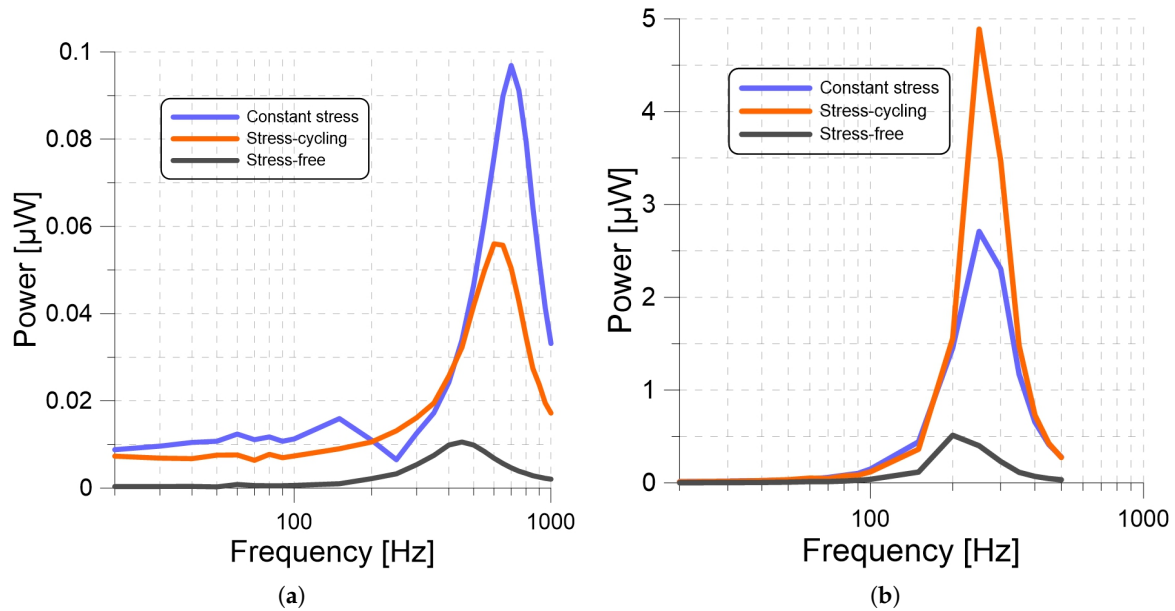 0.1
0.08
0.06
0.04
0.02
0
Power [µW]
Constant stress
Stress-cycling
Stress-free
100
1000
Frequency [Hz]
(a)
5
4
3
2
1
0
Power [µW]
Constant stress
Stress-cycling
Stress-free
100
1000
Frequency [Hz]
(b)